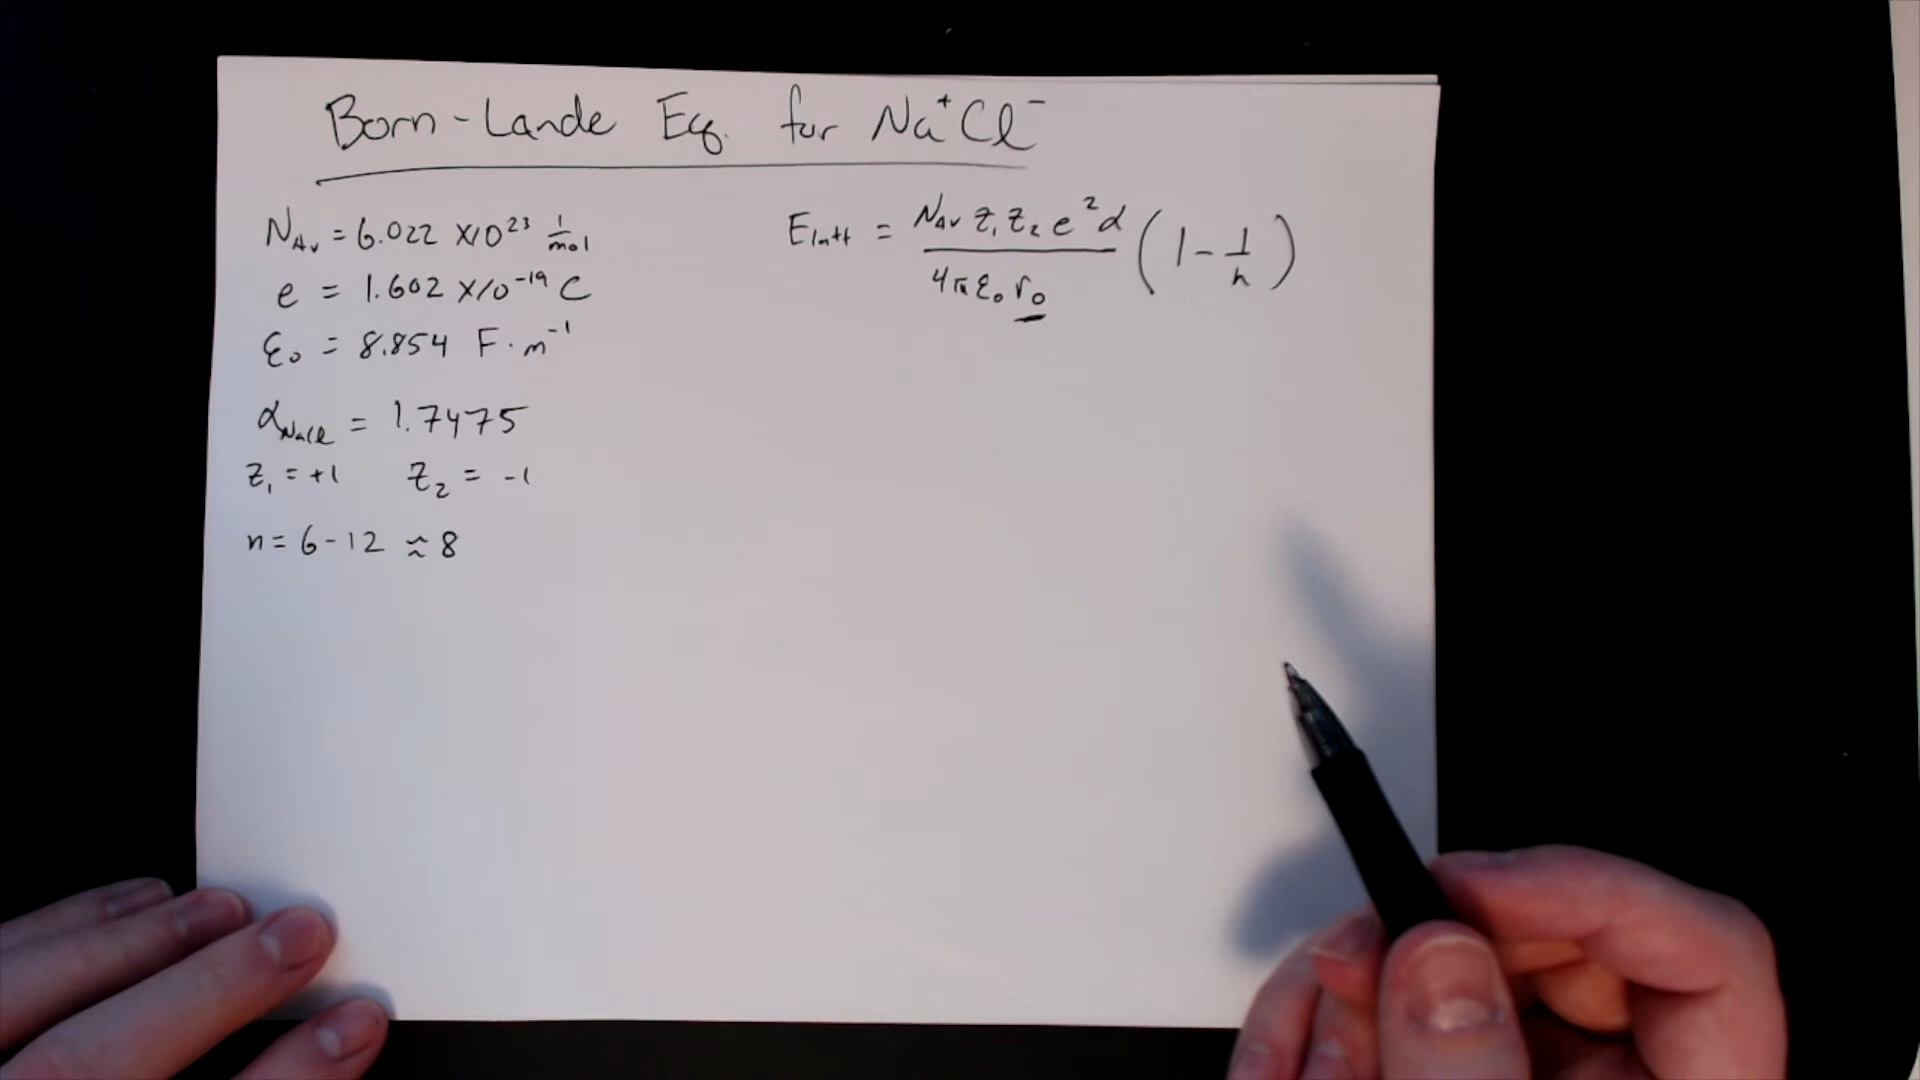 Born-Lande Eq. for Na⁺Cl⁻
N_Av = 6.022 x10²³ 1/mol
e = 1.602 x10⁻¹⁹ C
ε₀ = 8.854 F·m⁻¹
α_NaCl = 1.7475
z₁ = +1 z₂ = -1
n = 6-12 ≈ 8
E_latt = N_Av z₁ z₂ e² α / 4πε₀ r₀ (1 - 1/n)